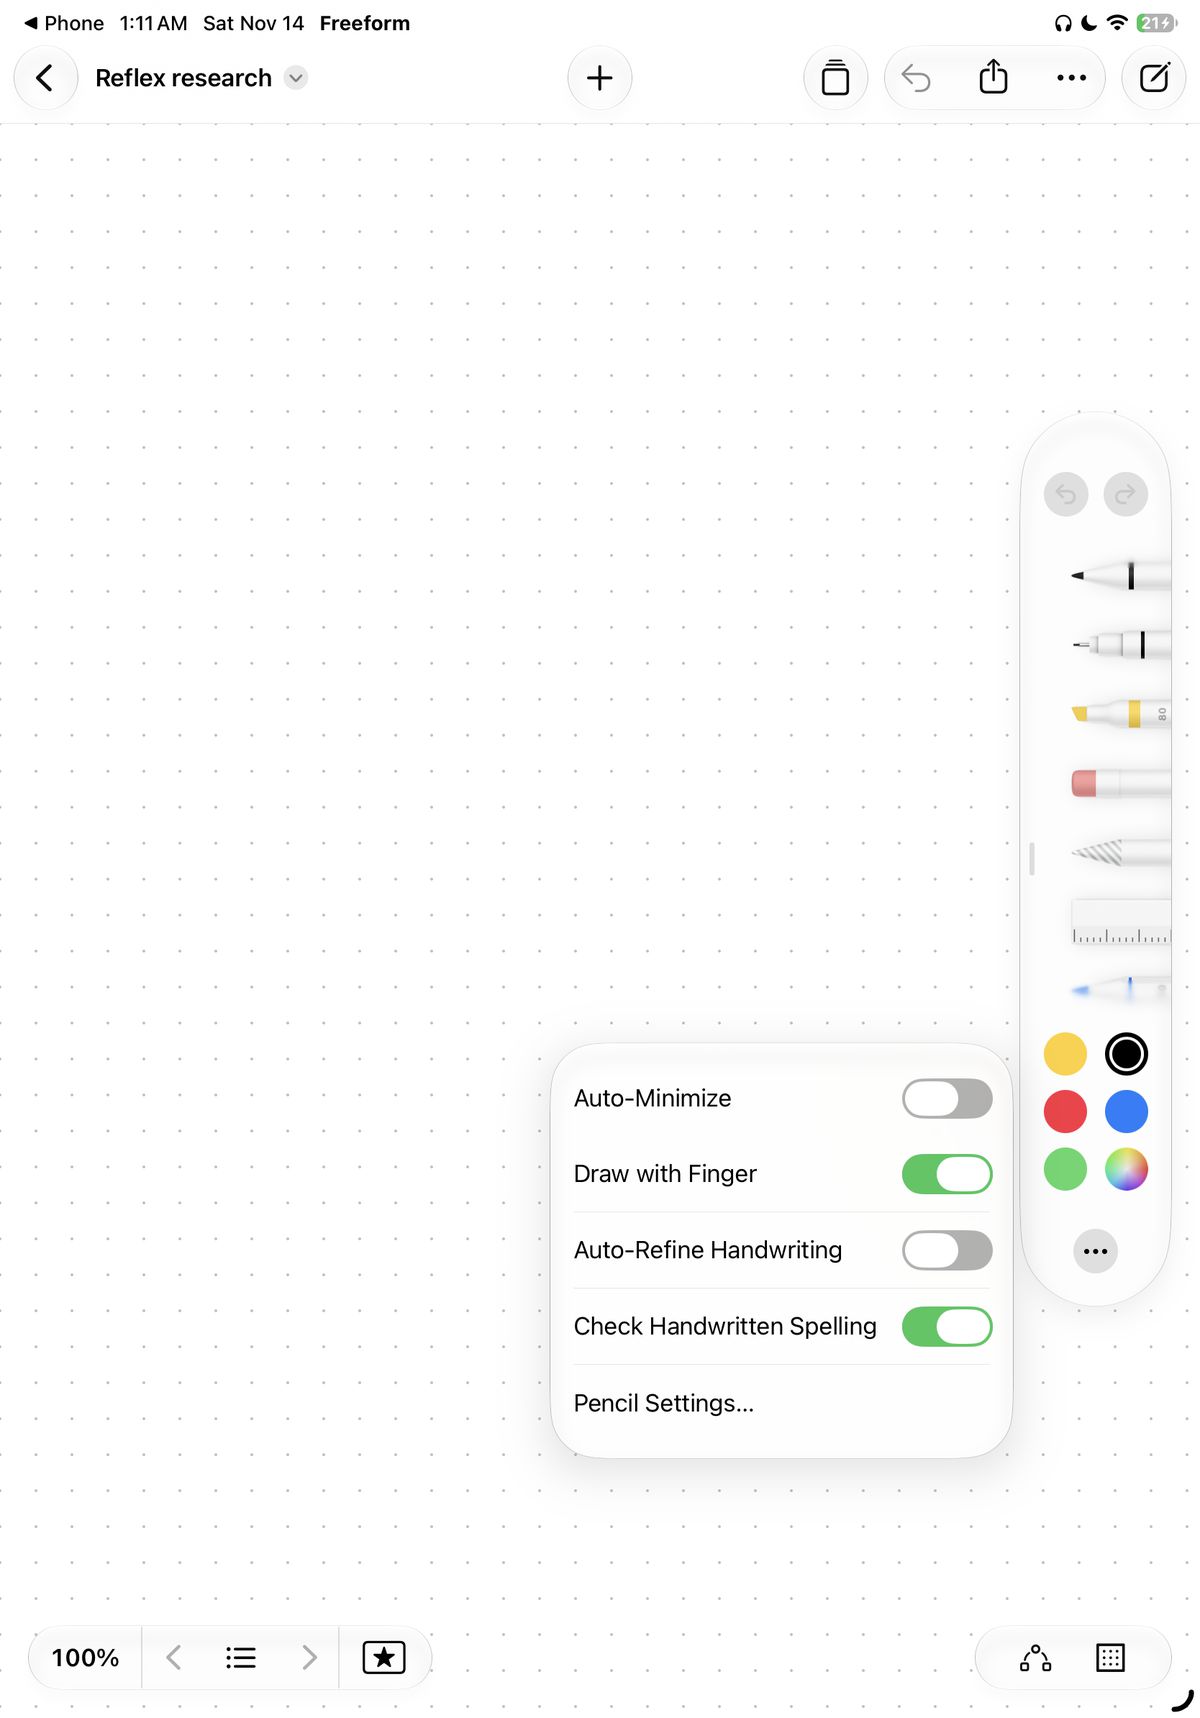 ◀ Phone 1:11 AM Sat Nov 14 Freeform 21
Reflex research
80
Auto-Minimize
Draw with Finger
Auto-Refine Handwriting
Check Handwritten Spelling
Pencil Settings...
100%